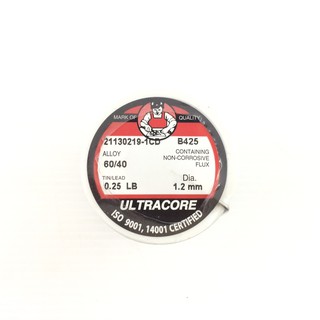 MARK OF QUALITY
21130219-1CD B425
ALLOY CONTAINING
60/40 NON-CORROSIVE
FLUX
TIN/LEAD Dia.
0.25 LB 1.2 mm
ULTRACORE
ISO 9001, 14001 CERTIFIED